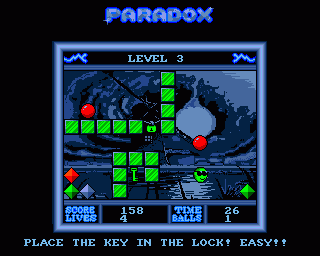 PARADOX
LEVEL 3
SCORE 158 TIME 26
LIVES 4 BALLS 1
PLACE THE KEY IN THE LOCK! EASY!!